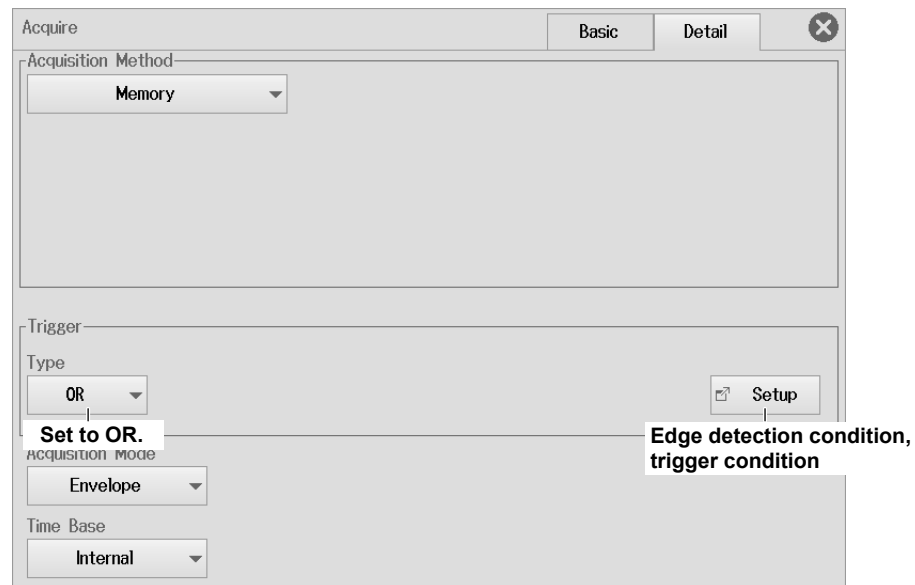 Acquire
Basic
Detail
Acquisition Method
Memory
Trigger
Type
OR
Setup
Set to OR.
Edge detection condition,
trigger condition
Acquisition Mode
Envelope
Time Base
Internal